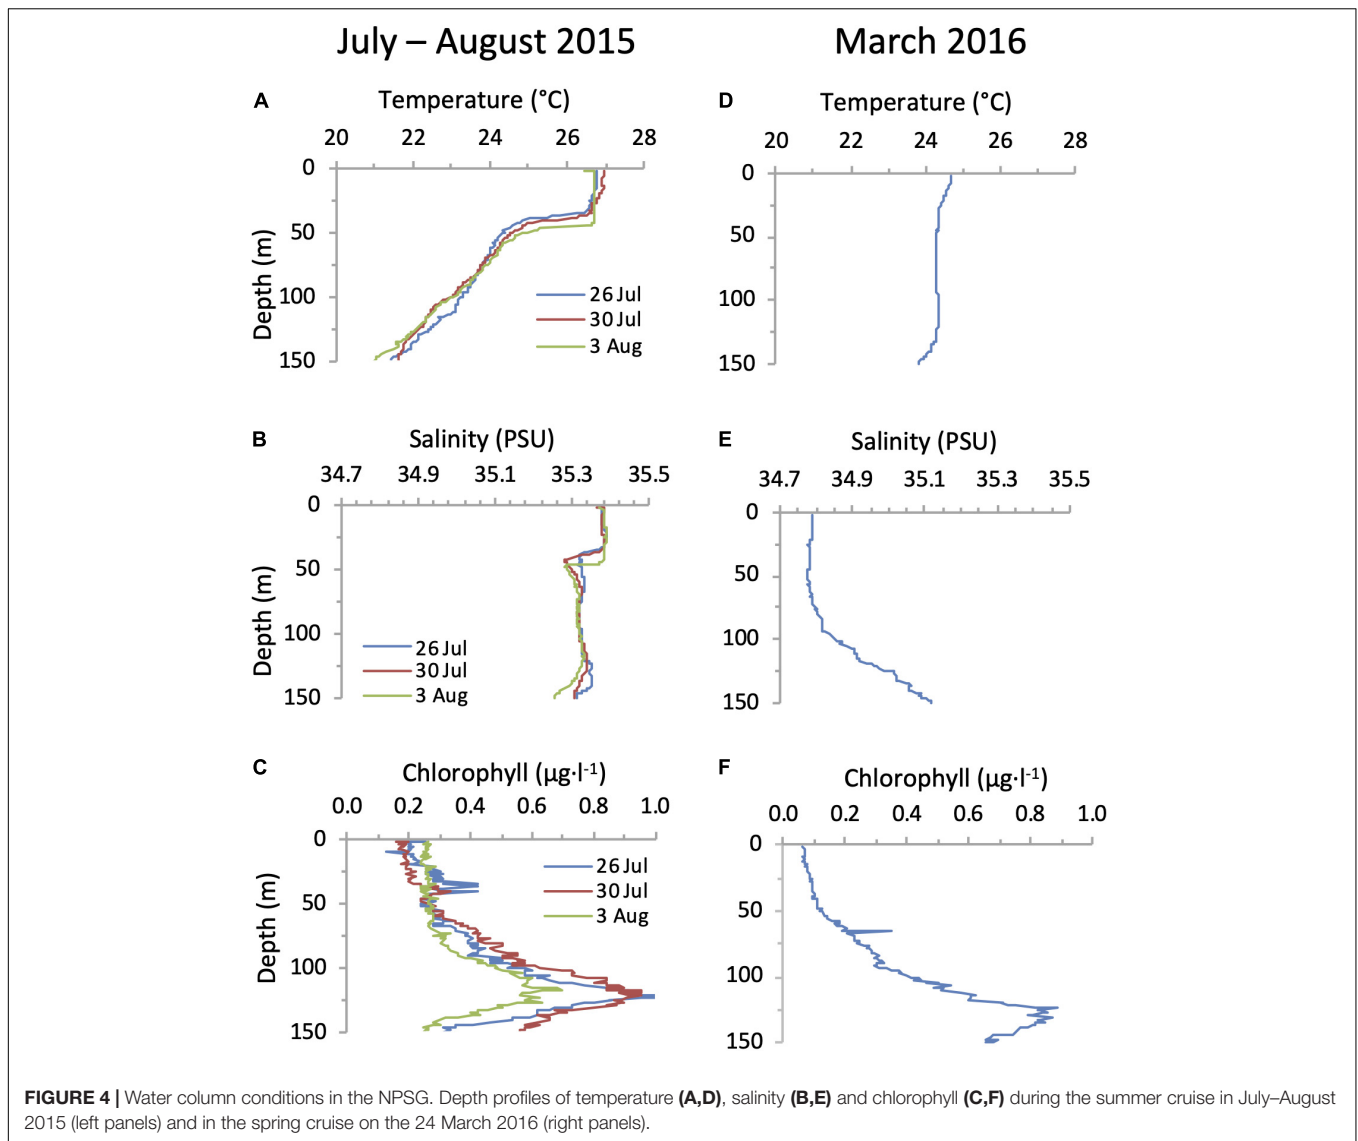 July – August 2015
March 2016
A
Temperature (°C)
20 22 24 26 28
0
50
100
150
Depth (m)
26 Jul
30 Jul
3 Aug
D
Temperature (°C)
20 22 24 26 28
0
50
100
150
B
Salinity (PSU)
34.7 34.9 35.1 35.3 35.5
0
50
100
150
Depth (m)
26 Jul
30 Jul
3 Aug
E
Salinity (PSU)
34.7 34.9 35.1 35.3 35.5
0
50
100
150
C
Chlorophyll (µg·l-1)
0.0 0.2 0.4 0.6 0.8 1.0
0
50
100
150
Depth (m)
26 Jul
30 Jul
3 Aug
F
Chlorophyll (µg·l-1)
0.0 0.2 0.4 0.6 0.8 1.0
0
50
100
150
FIGURE 4 | Water column conditions in the NPSG. Depth profiles of temperature (A,D), salinity (B,E) and chlorophyll (C,F) during the summer cruise in July–August
2015 (left panels) and in the spring cruise on the 24 March 2016 (right panels).